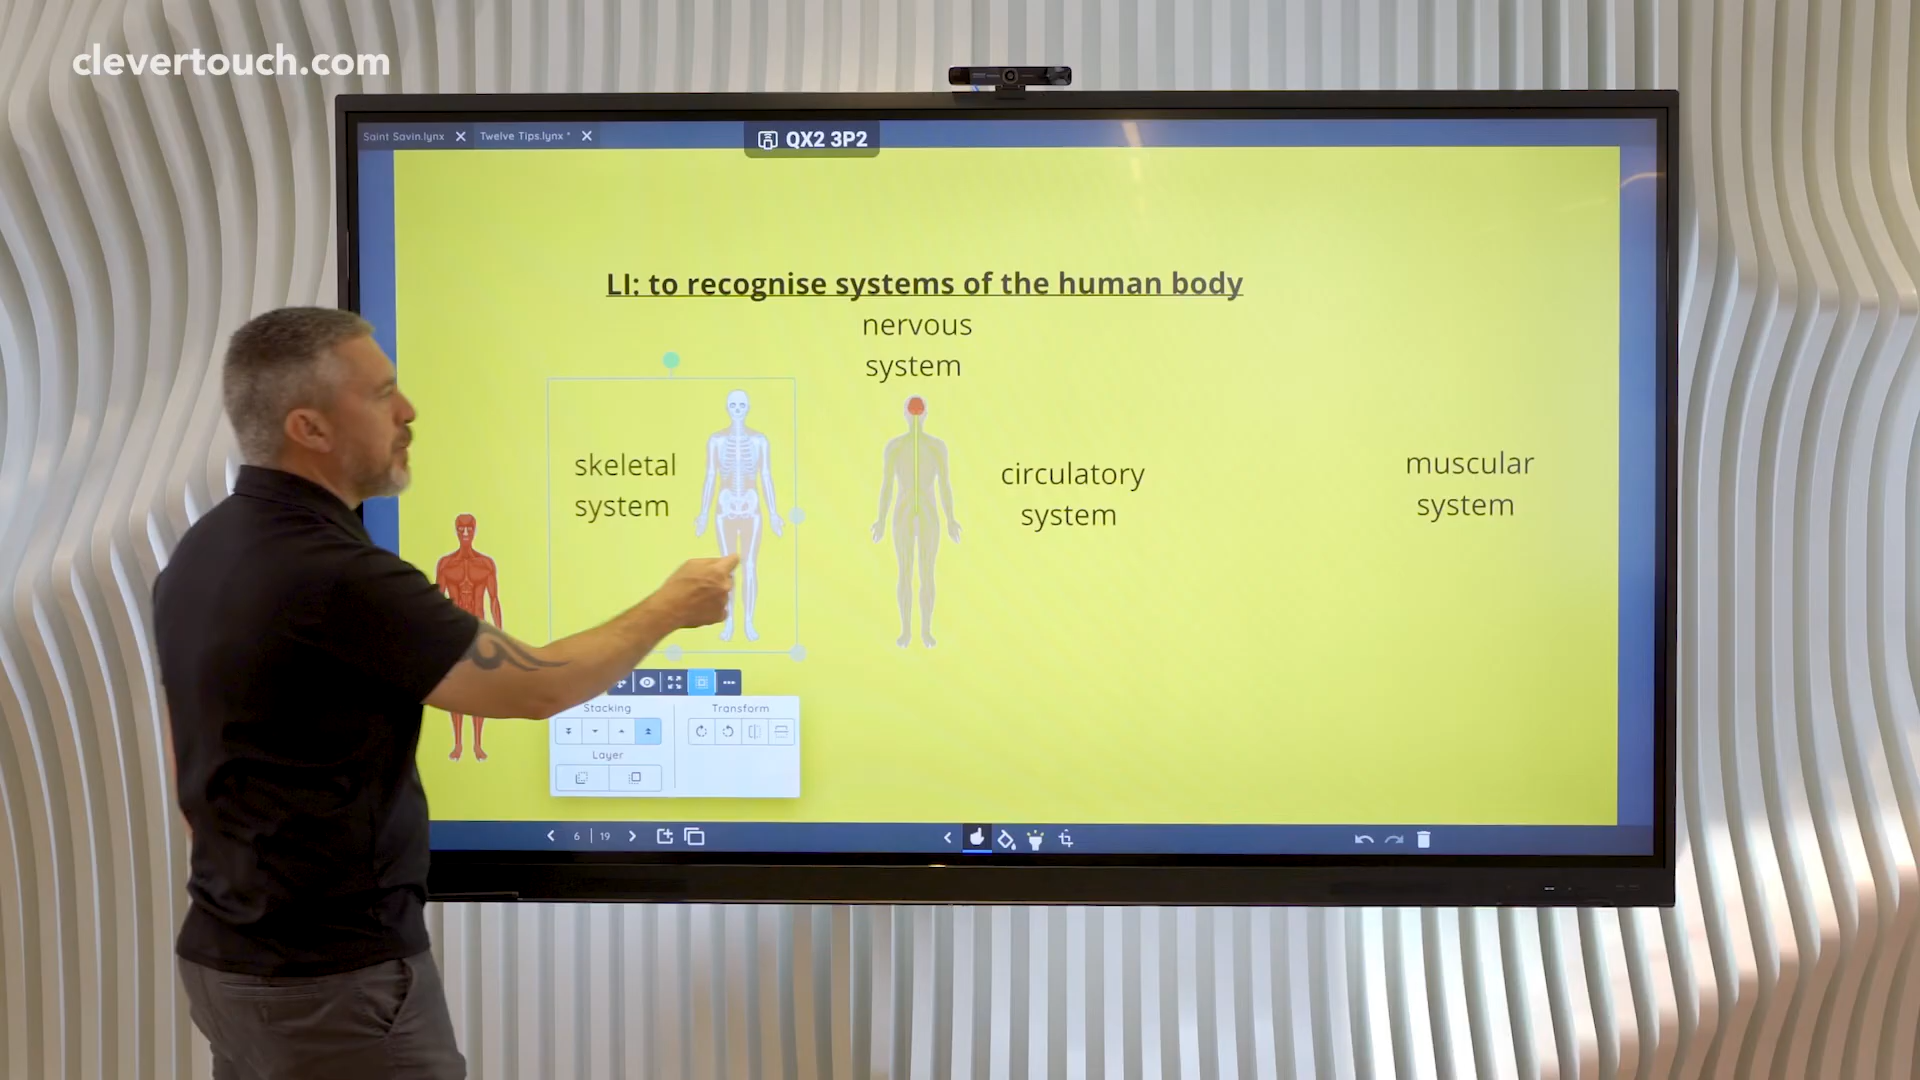 clevertouch.com
Saint Savin.lynx
Twelve Tips.lynx *
QX2 3P2
LI: to recognise systems of the human body
nervous
system
skeletal
system
circulatory
system
muscular
system
Stacking
Transform
Layer
6 | 19